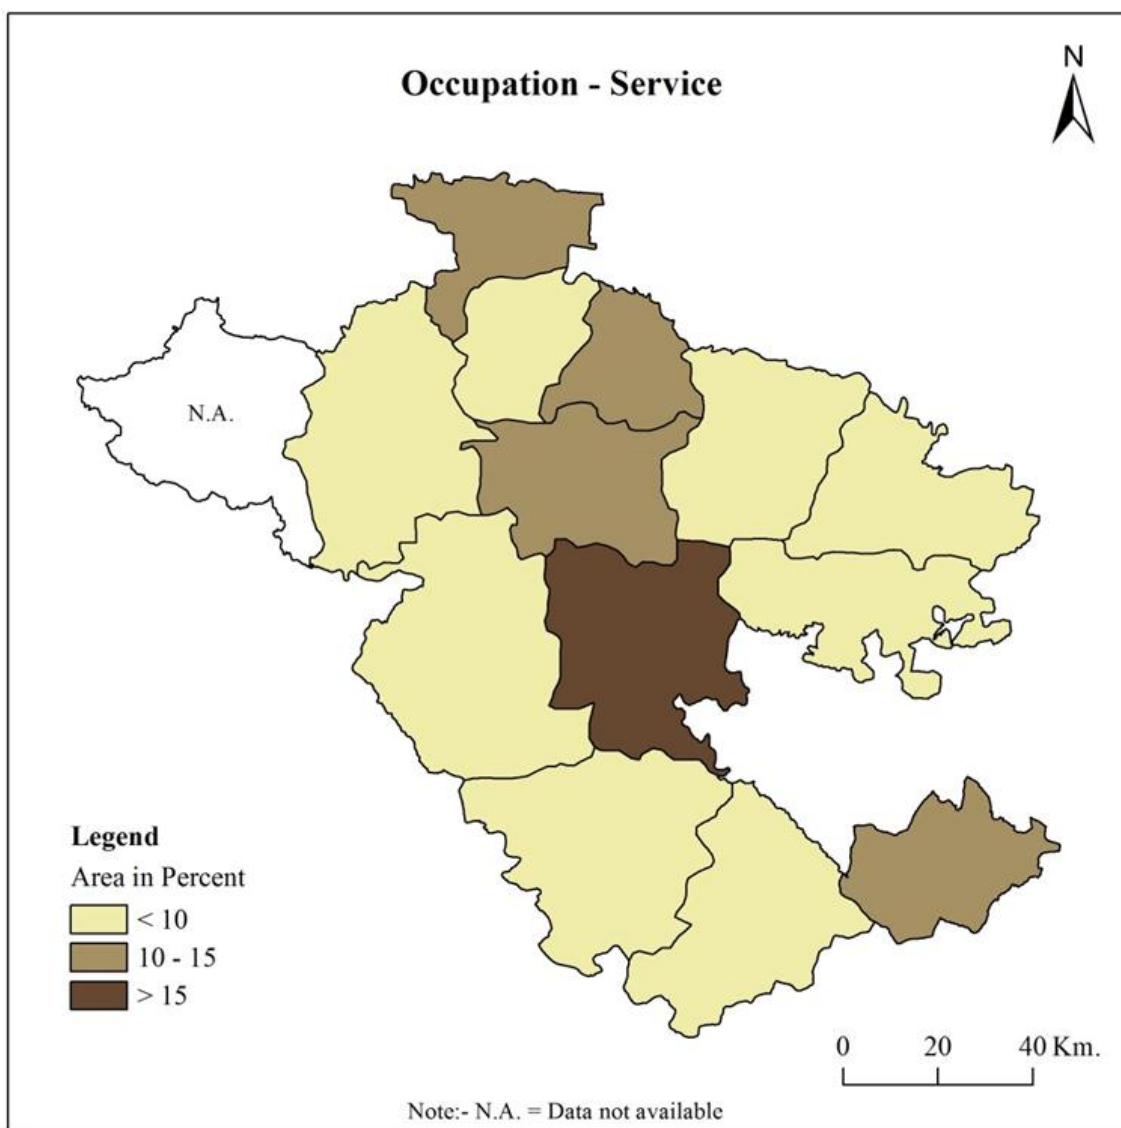 N
Occupation - Service
N.A.
Legend
Area in Percent
< 10
10 - 15
> 15
0 20 40 Km.
Note:- N.A. = Data not available